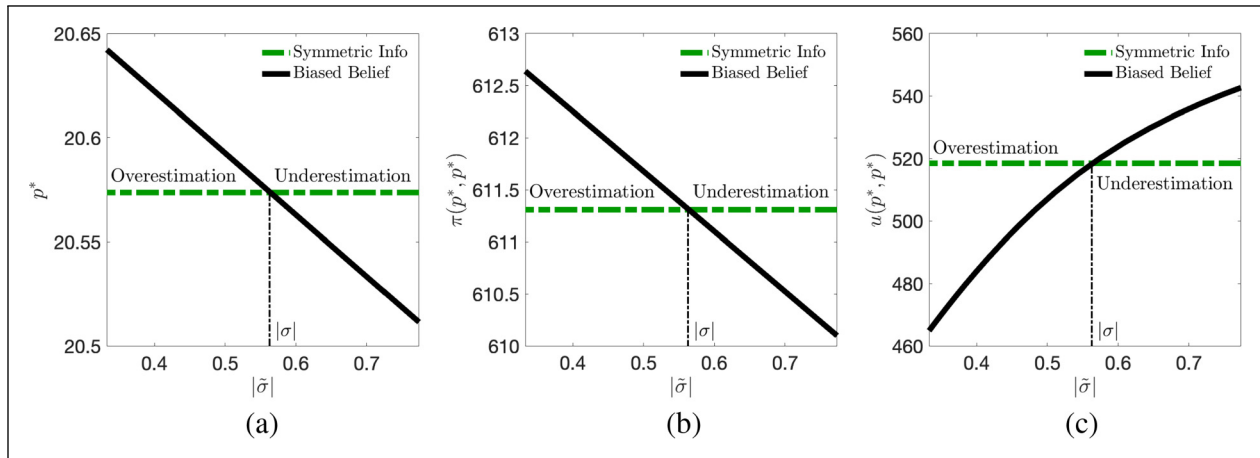 20.65
20.6
20.55
20.5
p*
Symmetric Info
Biased Belief
Overestimation
Underestimation
|σ|
0.4 0.5 0.6 0.7
|σ̃|
(a)
613
612.5
612
611.5
611
610.5
610
π(p*, p*)
Symmetric Info
Biased Belief
Overestimation
Underestimation
|σ|
0.4 0.5 0.6 0.7
|σ̃|
(b)
560
540
520
500
480
460
u(p*, p*)
Symmetric Info
Biased Belief
Overestimation
Underestimation
|σ|
0.4 0.5 0.6 0.7
|σ̃|
(c)